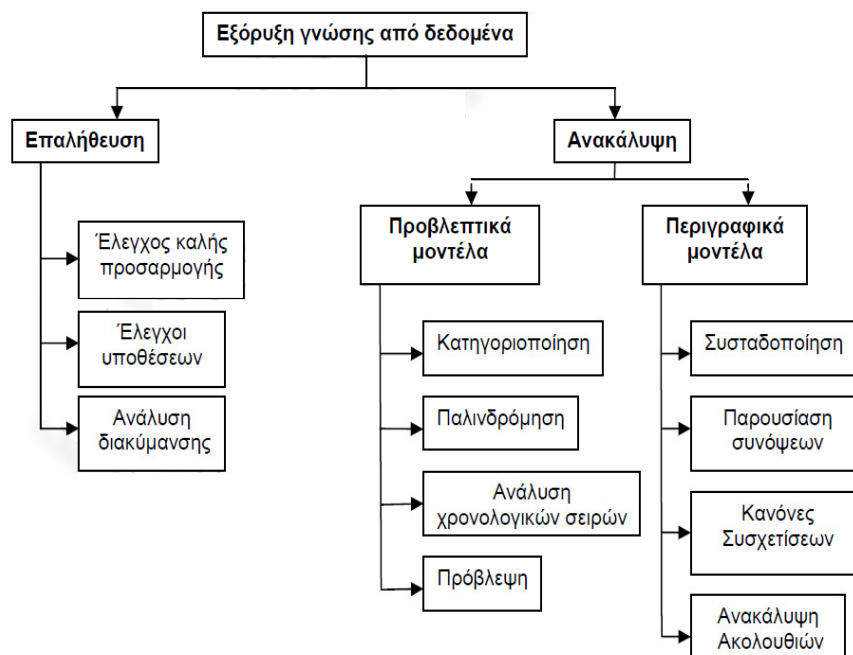 Εξόρυξη γνώσης από δεδομένα
Επαλήθευση
Ανακάλυψη
Έλεγχος καλής
προσαρμογής
Έλεγχοι
υποθέσεων
Ανάλυση
διακύμανσης
Προβλεπτικά
μοντέλα
Κατηγοριοποίηση
Παλινδρόμηση
Ανάλυση
χρονολογικών σειρών
Πρόβλεψη
Περιγραφικά
μοντέλα
Συσταδοποίηση
Παρουσίαση
συνόψεων
Κανόνες
Συσχετίσεων
Ανακάλυψη
Ακολουθιών